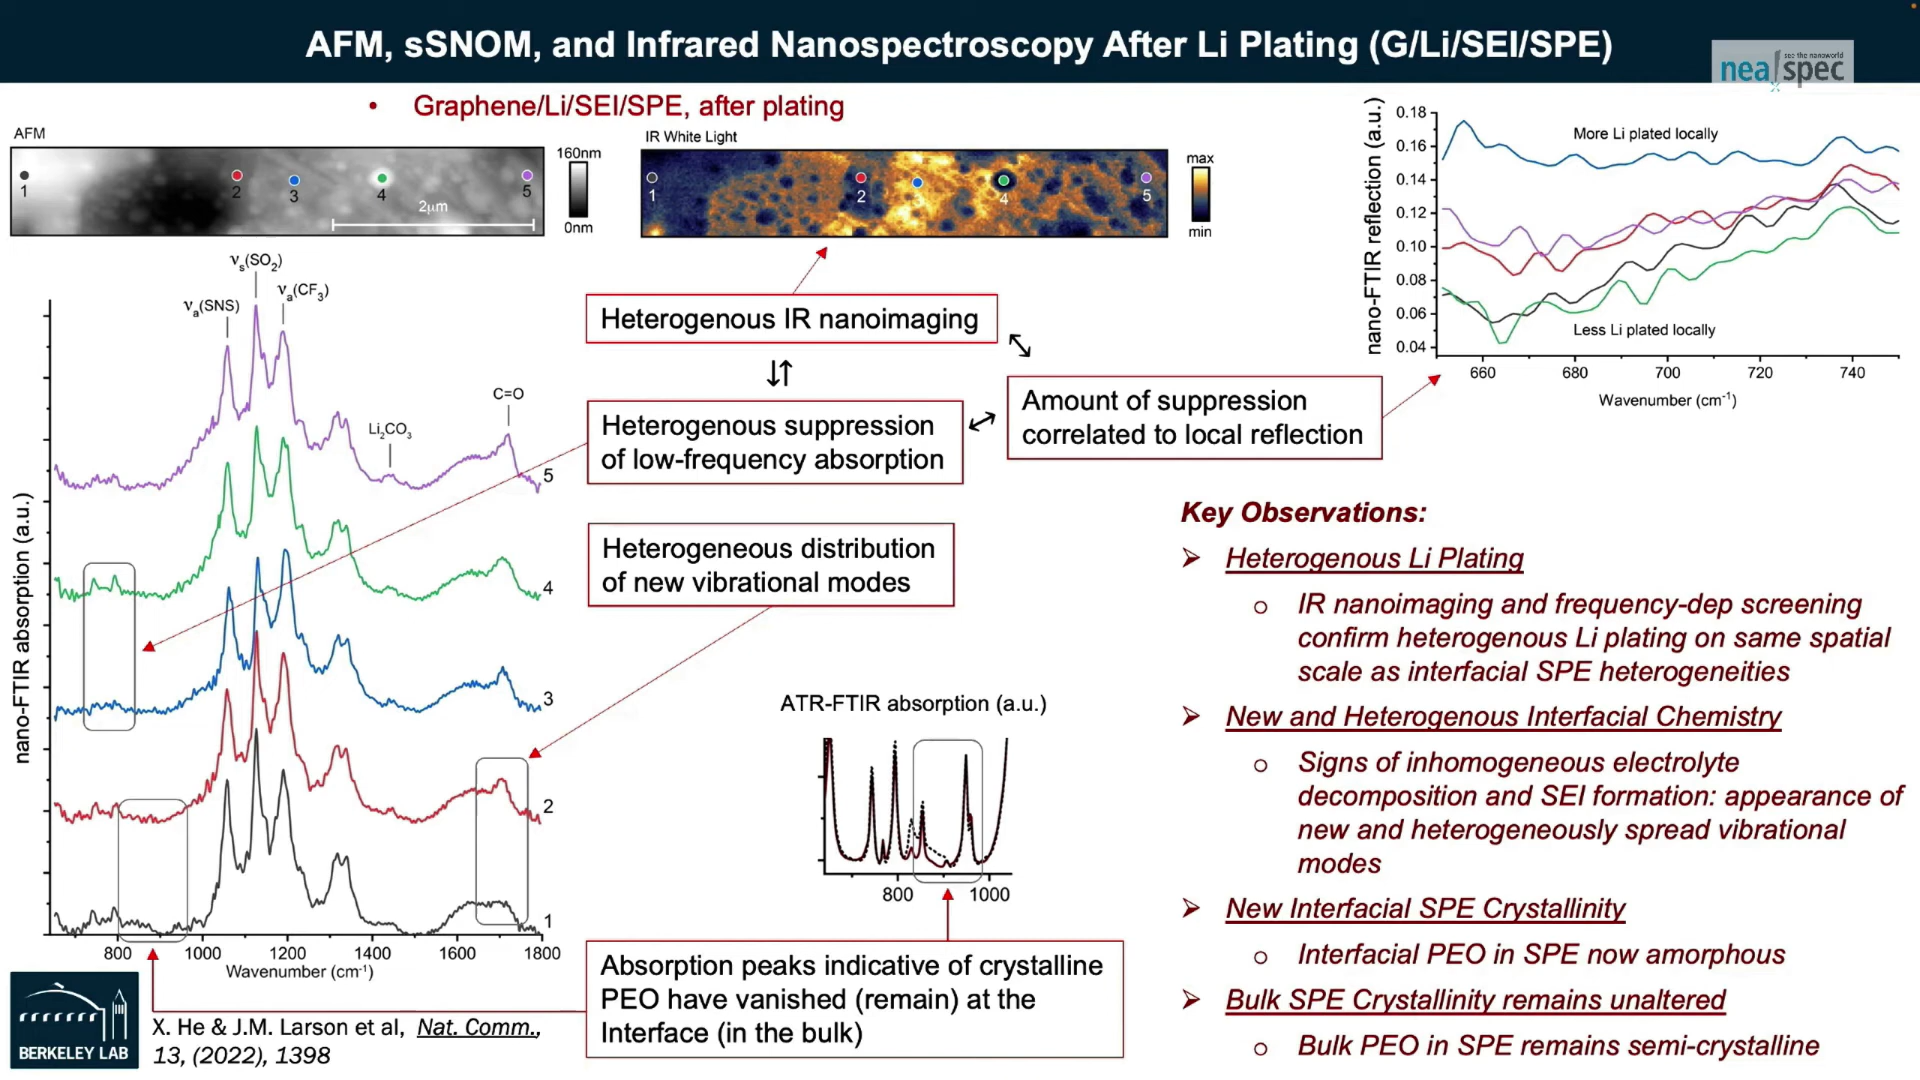 AFM, sSNOM, and Infrared Nanospectroscopy After Li Plating (G/Li/SEI/SPE)
see the nanoworld
neaspec
• Graphene/Li/SEI/SPE, after plating
AFM
1
2
3
4
5
2μm
160nm
0nm
IR White Light
1
2
4
5
max
min
nano-FTIR reflection (a.u.)
0.18
0.16
0.14
0.12
0.10
0.08
0.06
0.04
More Li plated locally
Less Li plated locally
660 680 700 720 740
Wavenumber (cm⁻¹)
νs(SO₂)
νa(SNS)
νa(CF₃)
Li₂CO₃
C=O
5
4
3
2
1
nano-FTIR absorption (a.u.)
800 1000 1200 1400 1600 1800
Wavenumber (cm⁻¹)
Heterogenous IR nanoimaging
Heterogenous suppression
of low-frequency absorption
Amount of suppression
correlated to local reflection
Heterogeneous distribution
of new vibrational modes
ATR-FTIR absorption (a.u.)
800 1000
Absorption peaks indicative of crystalline
PEO have vanished (remain) at the
Interface (in the bulk)
Key Observations:
➢ Heterogenous Li Plating
o IR nanoimaging and frequency-dep screening
confirm heterogenous Li plating on same spatial
scale as interfacial SPE heterogeneities
➢ New and Heterogenous Interfacial Chemistry
o Signs of inhomogeneous electrolyte
decomposition and SEI formation: appearance of
new and heterogeneously spread vibrational
modes
➢ New Interfacial SPE Crystallinity
o Interfacial PEO in SPE now amorphous
➢ Bulk SPE Crystallinity remains unaltered
o Bulk PEO in SPE remains semi-crystalline
BERKELEY LAB
X. He & J.M. Larson et al, Nat. Comm.,
13, (2022), 1398